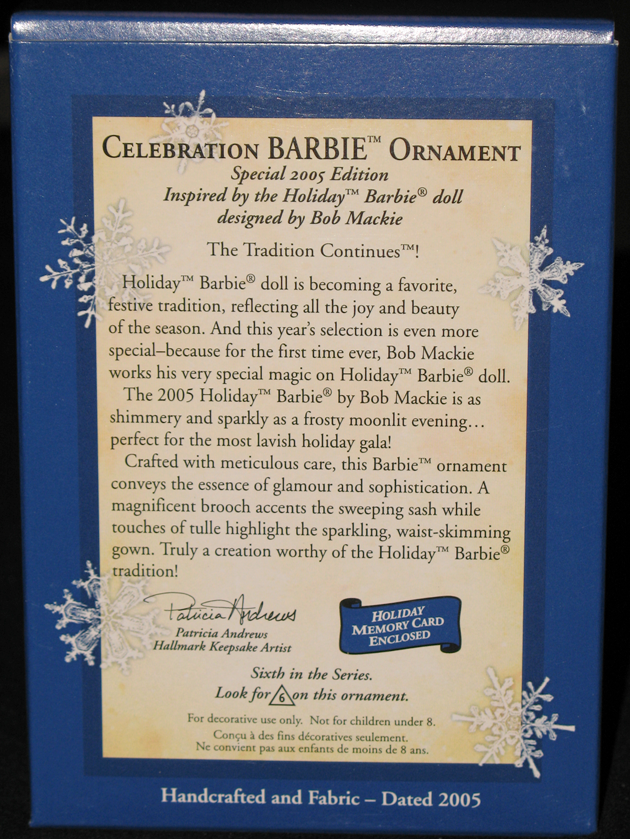 CELEBRATION BARBIE™ ORNAMENT
Special 2005 Edition
Inspired by the Holiday™ Barbie® doll
designed by Bob Mackie
The Tradition Continues™!
Holiday™ Barbie® doll is becoming a favorite,
festive tradition, reflecting all the joy and beauty
of the season. And this year's selection is even more
special–because for the first time ever, Bob Mackie
works his very special magic on Holiday™ Barbie® doll.
The 2005 Holiday™ Barbie® by Bob Mackie is as
shimmery and sparkly as a frosty moonlit evening…
perfect for the most lavish holiday gala!
Crafted with meticulous care, this Barbie™ ornament
conveys the essence of glamour and sophistication. A
magnificent brooch accents the sweeping sash while
touches of tulle highlight the sparkling, waist-skimming
gown. Truly a creation worthy of the Holiday™ Barbie®
tradition!
Patricia Andrews
Patricia Andrews
Hallmark Keepsake Artist
HOLIDAY
MEMORY CARD
ENCLOSED
Sixth in the Series.
Look for 6 on this ornament.
For decorative use only. Not for children under 8.
Conçu à des fins décoratives seulement.
Ne convient pas aux enfants de moins de 8 ans.
Handcrafted and Fabric – Dated 2005